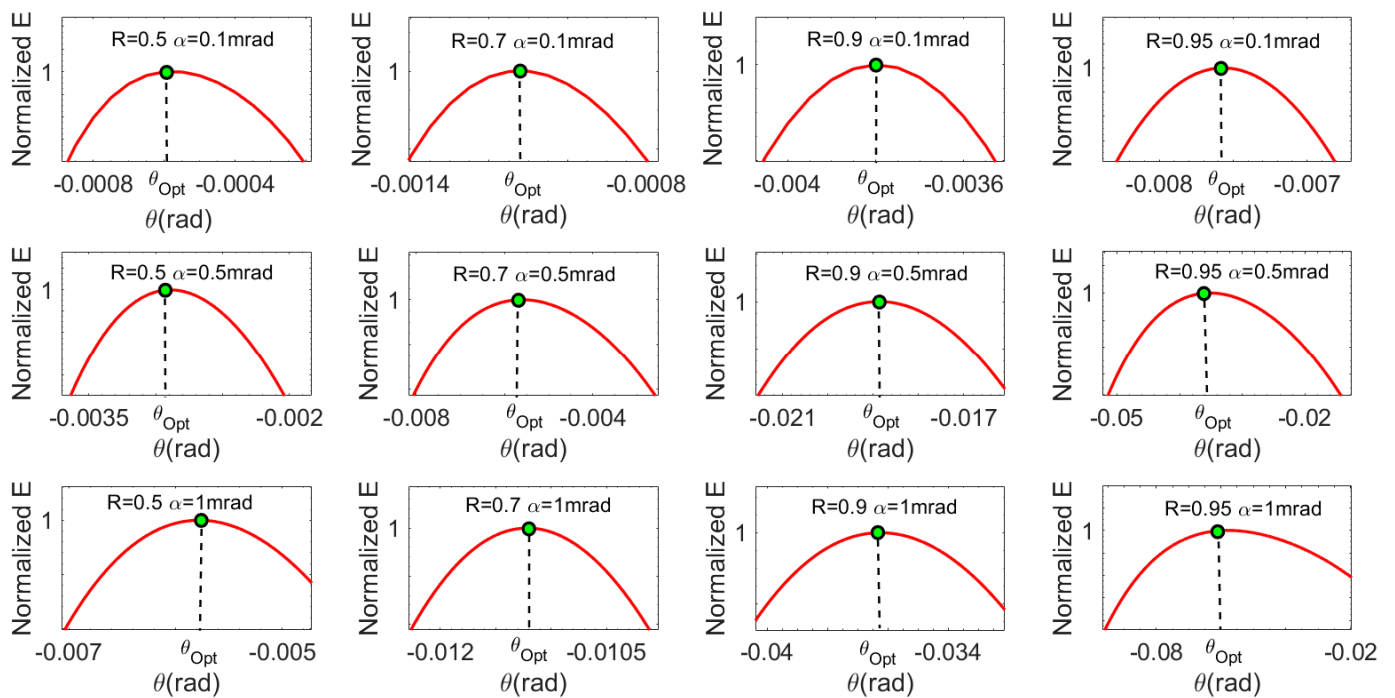 Normalized E
R=0.5 α=0.1mrad
1
-0.0008 θOpt -0.0004
θ(rad)
Normalized E
R=0.7 α=0.1mrad
1
-0.0014 θOpt -0.0008
θ(rad)
Normalized E
R=0.9 α=0.1mrad
1
-0.004 θOpt -0.0036
θ(rad)
Normalized E
R=0.95 α=0.1mrad
1
-0.008 θOpt -0.007
θ(rad)
Normalized E
R=0.5 α=0.5mrad
1
-0.0035 θOpt -0.002
θ(rad)
Normalized E
R=0.7 α=0.5mrad
1
-0.008 θOpt -0.004
θ(rad)
Normalized E
R=0.9 α=0.5mrad
1
-0.021 θOpt -0.017
θ(rad)
Normalized E
R=0.95 α=0.5mrad
1
-0.05 θOpt -0.02
θ(rad)
Normalized E
R=0.5 α=1mrad
1
-0.007 θOpt -0.005
θ(rad)
Normalized E
R=0.7 α=1mrad
1
-0.012 θOpt -0.0105
θ(rad)
Normalized E
R=0.9 α=1mrad
1
-0.04 θOpt -0.034
θ(rad)
Normalized E
R=0.95 α=1mrad
1
-0.08 θOpt -0.02
θ(rad)